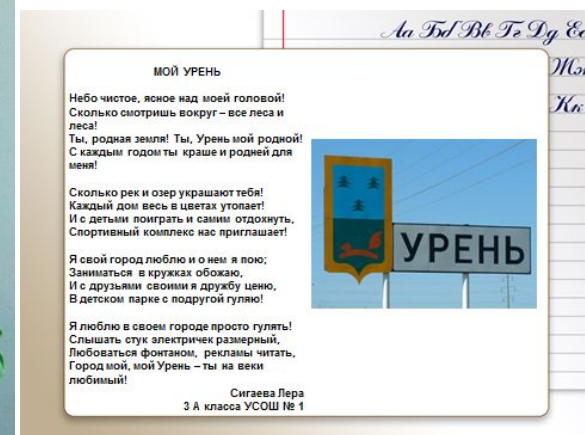 Аа Бб Вв Гг Дд Ее
МОЙ УРЕНЬ
Небо чистое, ясное над моей головой!
Сколько смотришь вокруг – все леса и
леса!
Ты, родная земля! Ты, Урень мой родной!
С каждым годом ты краше и родней для
меня!
Сколько рек и озер украшают тебя!
Каждый дом весь в цветах утопает!
И с детьми поиграть и самим отдохнуть,
Спортивный комплекс нас приглашает!
Я свой город люблю и о нем я пою;
Заниматься в кружках обожаю,
И с друзьями своими я дружбу ценю,
В детском парке с подругой гуляю!
Я люблю в своем городе просто гулять!
Слышать стук электричек размерный,
Любоваться фонтаном, рекламы читать,
Город мой, мой Урень – ты на веки
любимый!
Сигаева Лера
3 А класса УСОШ № 1
УРЕНЬ
Кк